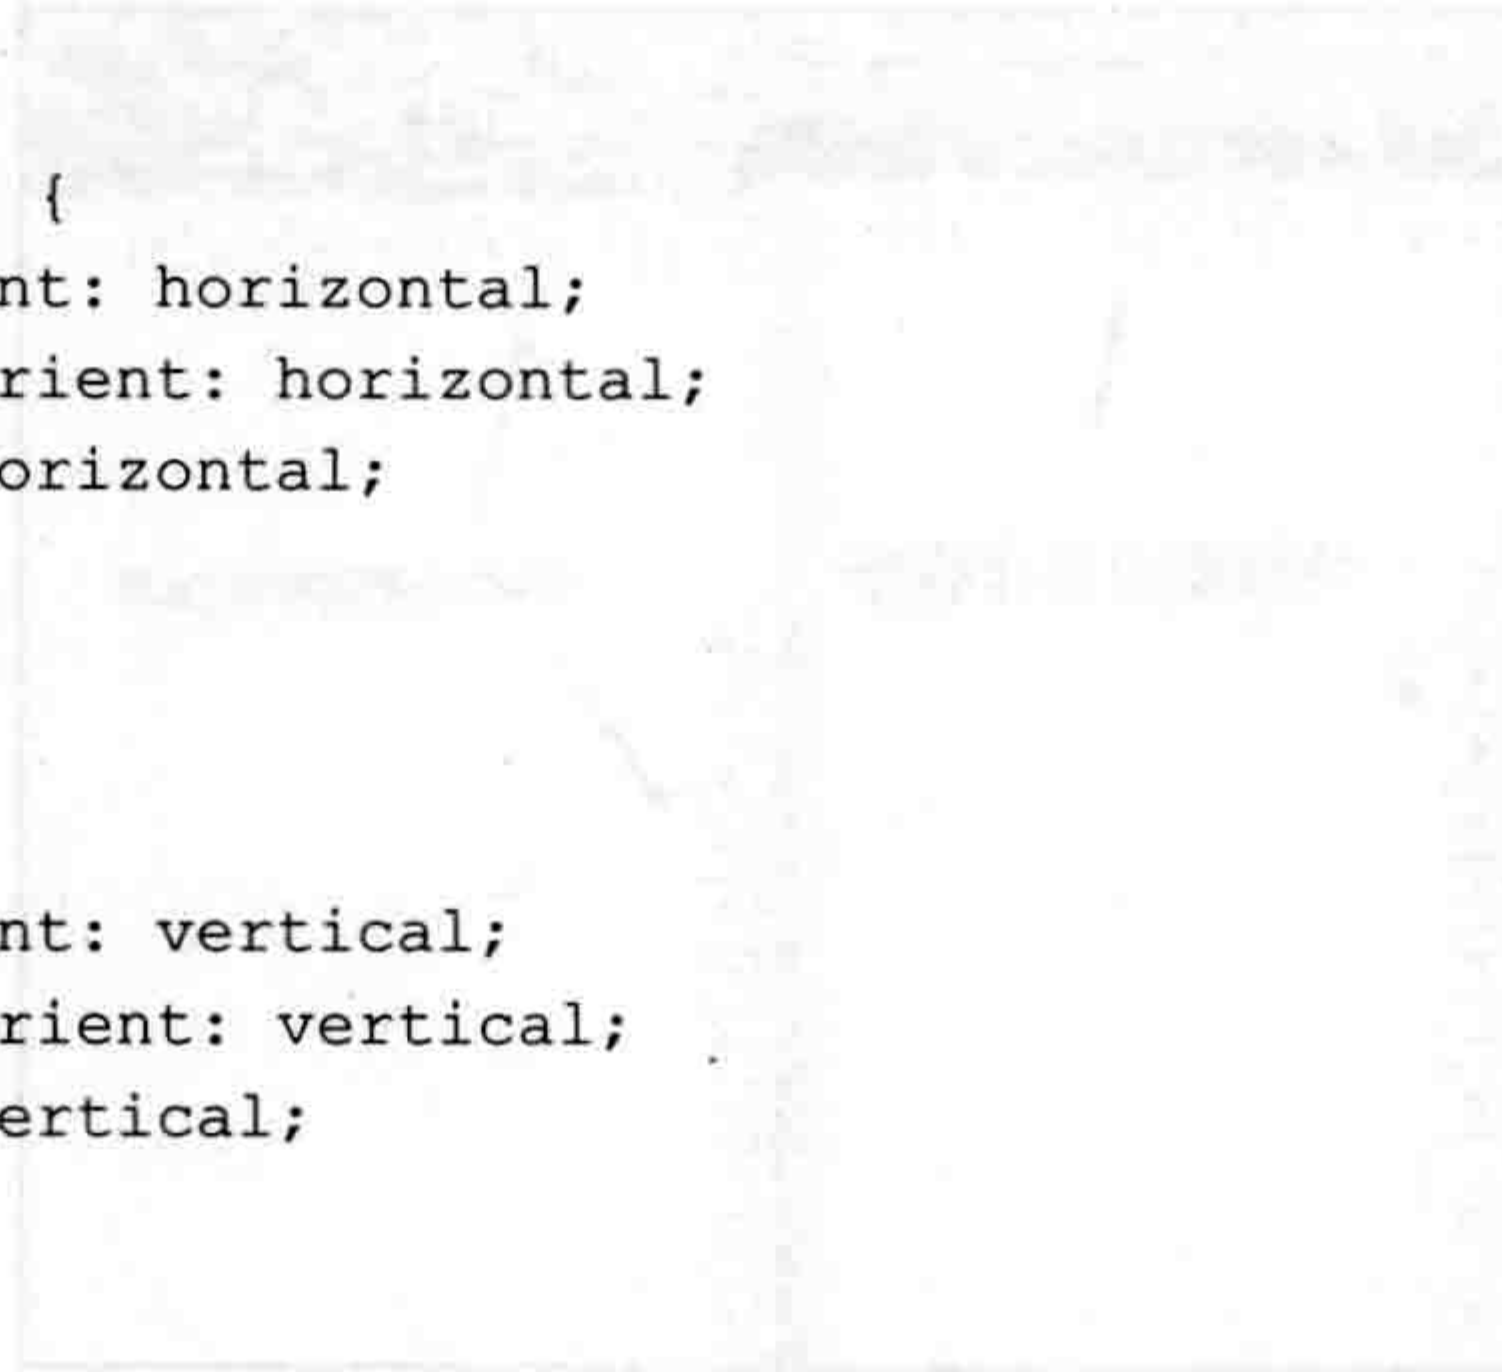 {
nt: horizontal;
rient: horizontal;
orizontal;
nt: vertical;
rient: vertical;
ertical;